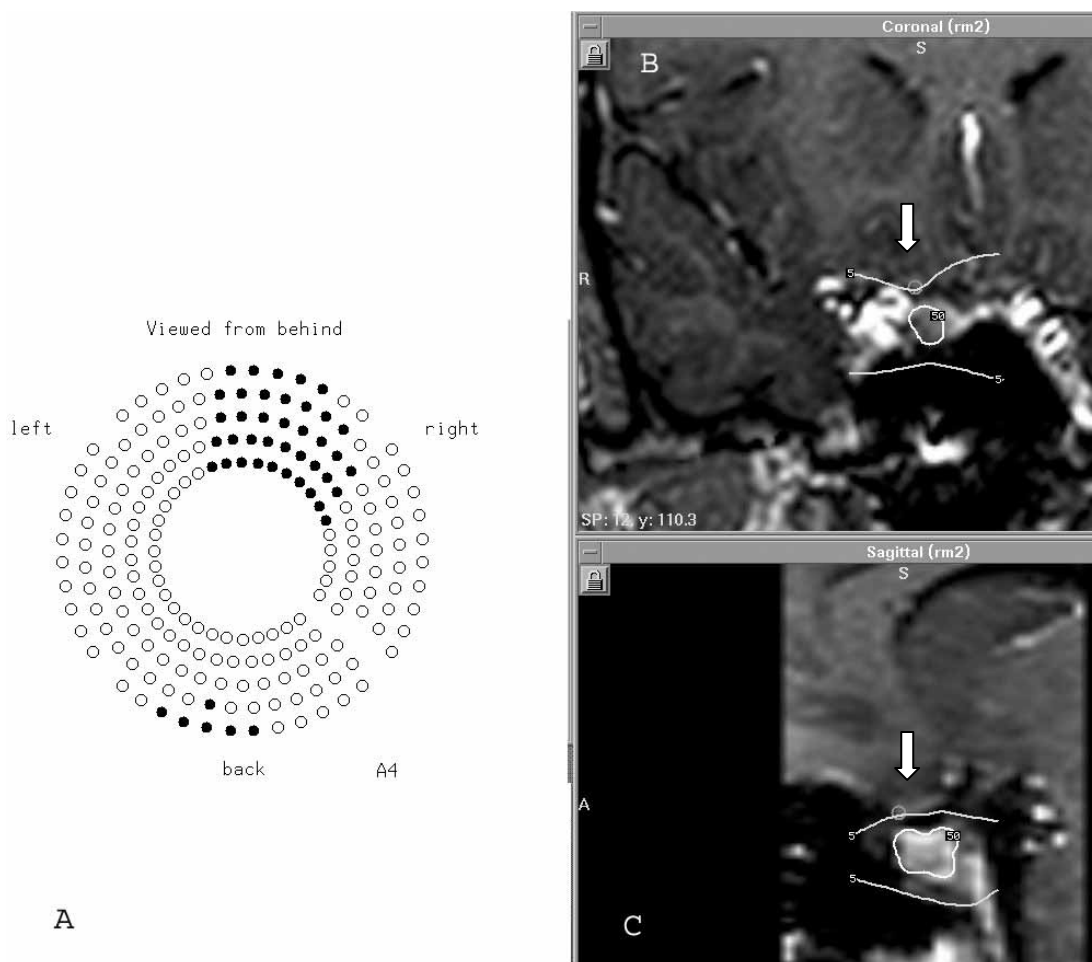 Viewed from behind
left
right
back
A4
A
Coronal (rm2)
S
B
R
5
50
5
SP: 12, y: 110.3
Sagittal (rm2)
S
A
5
50
5
C